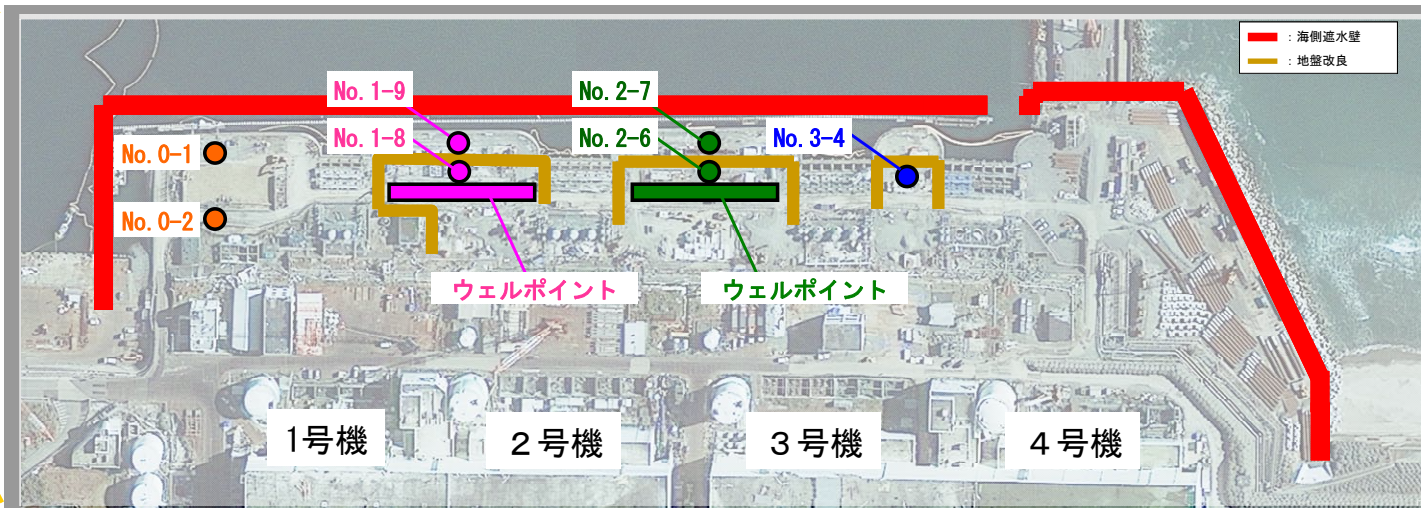 ：海側遮水壁
：地盤改良
No. 1-9
No. 2-7
No. 1-8
No. 2-6
No. 3-4
No. 0-1
No. 0-2
ウェルポイント
ウェルポイント
1号機
２号機
３号機
４号機